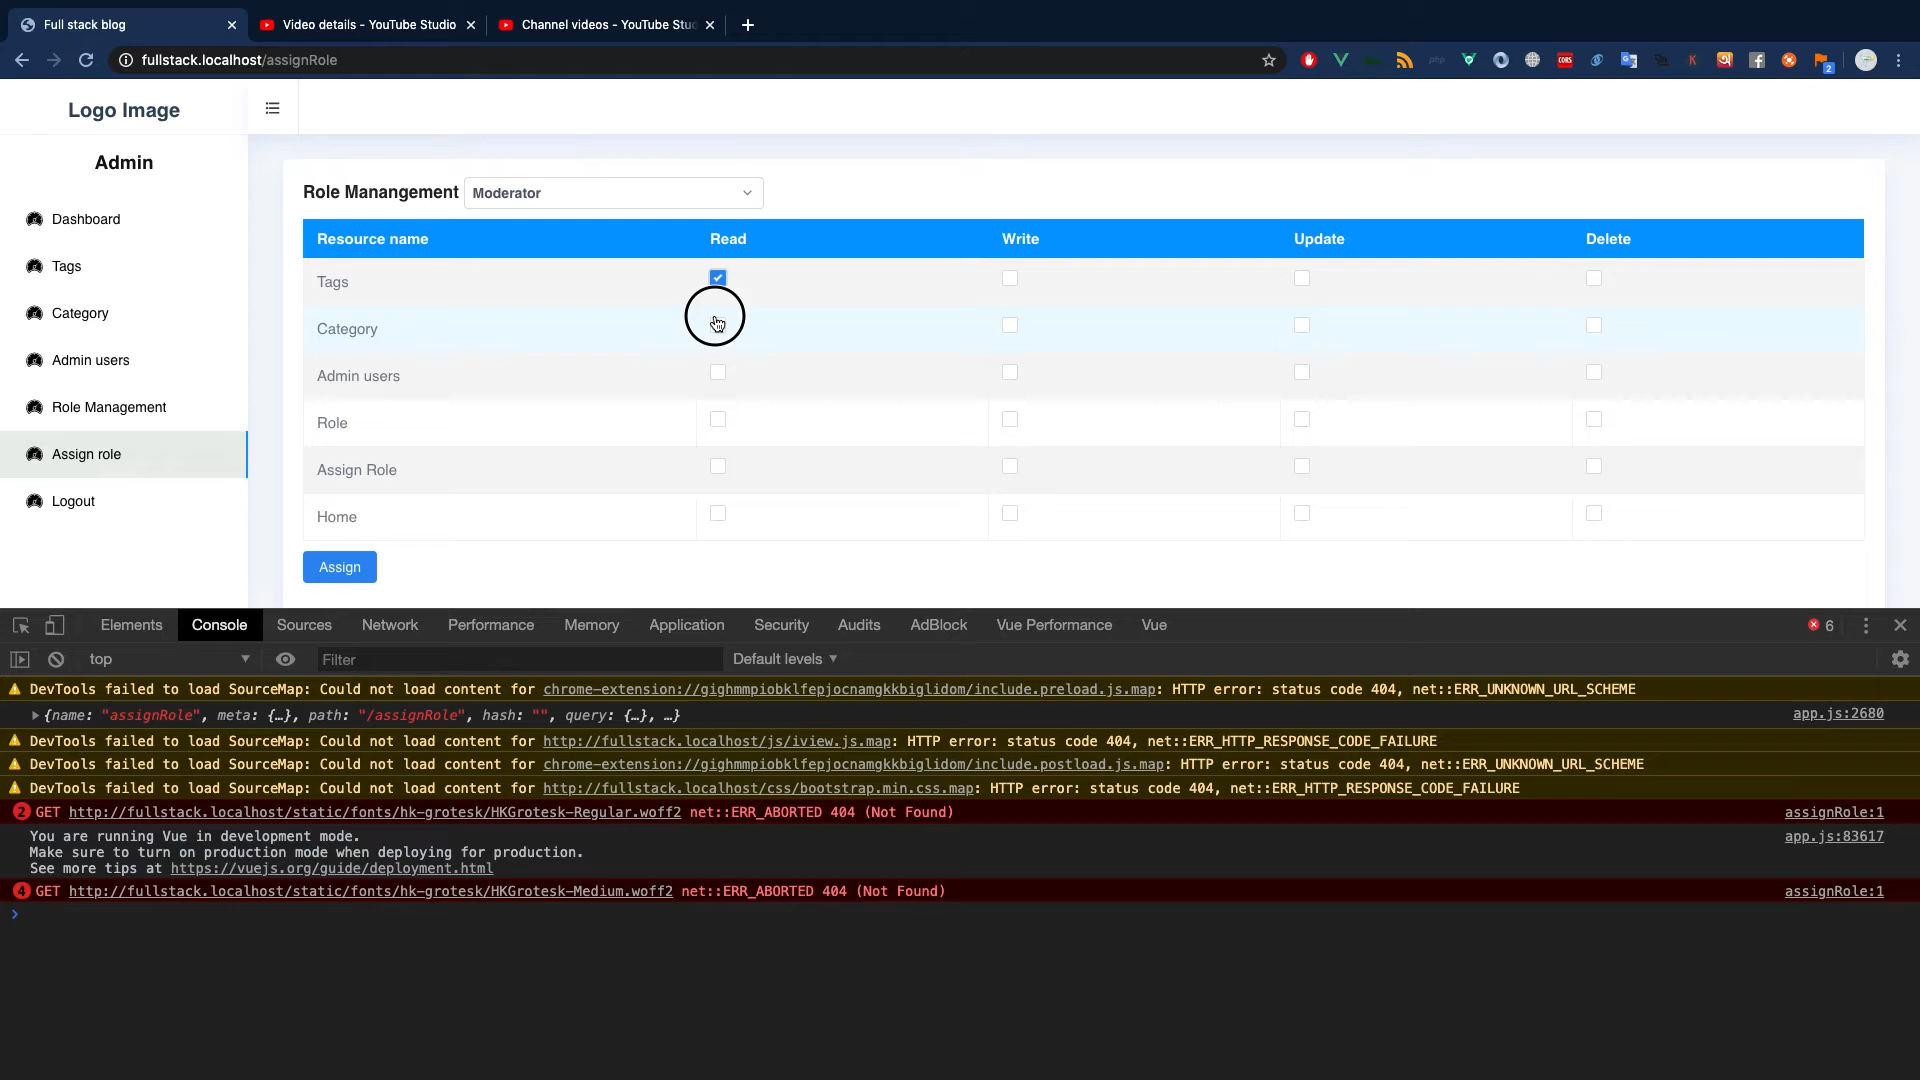 Full stack blog
Video details - YouTube Studio
Channel videos - YouTube Stu
fullstack.localhost/assignRole
CORS
php
K
2
Logo Image
Admin
Dashboard
Tags
Category
Admin users
Role Management
Assign role
Logout
Role Manangement Moderator
Resource name Read Write Update Delete
Tags
Category
Admin users
Role
Assign Role
Home
Assign
Elements Console Sources Network Performance Memory Application Security Audits AdBlock Vue Performance Vue 6
top Filter Default levels
DevTools failed to load SourceMap: Could not load content for chrome-extension://gighmmpiobklfepjocnamgkkbiglidom/include.preload.js.map: HTTP error: status code 404, net::ERR_UNKNOWN_URL_SCHEME
{name: "assignRole", meta: {…}, path: "/assignRole", hash: "", query: {…}, …} app.js:2680
DevTools failed to load SourceMap: Could not load content for http://fullstack.localhost/js/iview.js.map: HTTP error: status code 404, net::ERR_HTTP_RESPONSE_CODE_FAILURE
DevTools failed to load SourceMap: Could not load content for chrome-extension://gighmmpiobklfepjocnamgkkbiglidom/include.postload.js.map: HTTP error: status code 404, net::ERR_UNKNOWN_URL_SCHEME
DevTools failed to load SourceMap: Could not load content for http://fullstack.localhost/css/bootstrap.min.css.map: HTTP error: status code 404, net::ERR_HTTP_RESPONSE_CODE_FAILURE
2 GET http://fullstack.localhost/static/fonts/hk-grotesk/HKGrotesk-Regular.woff2 net::ERR_ABORTED 404 (Not Found) assignRole:1
You are running Vue in development mode. app.js:83617
Make sure to turn on production mode when deploying for production.
See more tips at https://vuejs.org/guide/deployment.html
4 GET http://fullstack.localhost/static/fonts/hk-grotesk/HKGrotesk-Medium.woff2 net::ERR_ABORTED 404 (Not Found) assignRole:1